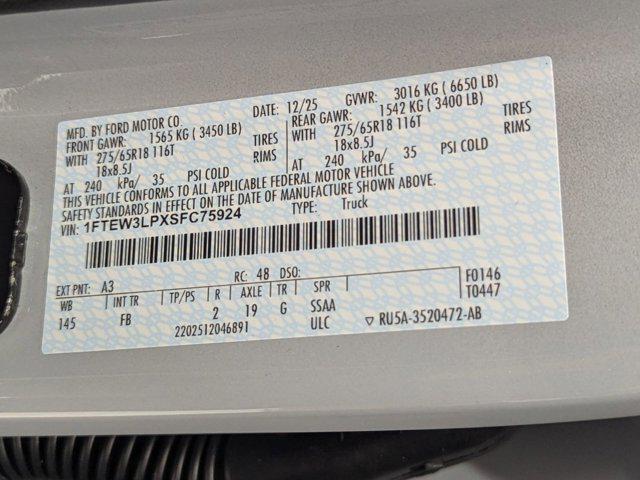 MFD. BY FORD MOTOR CO. DATE: 12/25 GVWR: 3016 KG ( 6650 LB)
FRONT GAWR: 1565 KG ( 3450 LB) REAR GAWR: 1542 KG ( 3400 LB)
WITH 275/65R18 116T TIRES WITH 275/65R18 116T TIRES
18x8.5J RIMS 18x8.5J RIMS
AT 240 kPa/ 35 PSI COLD AT 240 kPa/ 35 PSI COLD
THIS VEHICLE CONFORMS TO ALL APPLICABLE FEDERAL MOTOR VEHICLE
SAFETY STANDARDS IN EFFECT ON THE DATE OF MANUFACTURE SHOWN ABOVE.
VIN: 1FTEW3LPXSFC75924 TYPE: Truck
EXT PNT: A3 RC: 48 DSO: F0146
WB INT TR TP/PS R AXLE TR SPR T0447
145 FB 2 19 G SSAA
2202512046891 ULC ▽ RU5A-3520472-AB